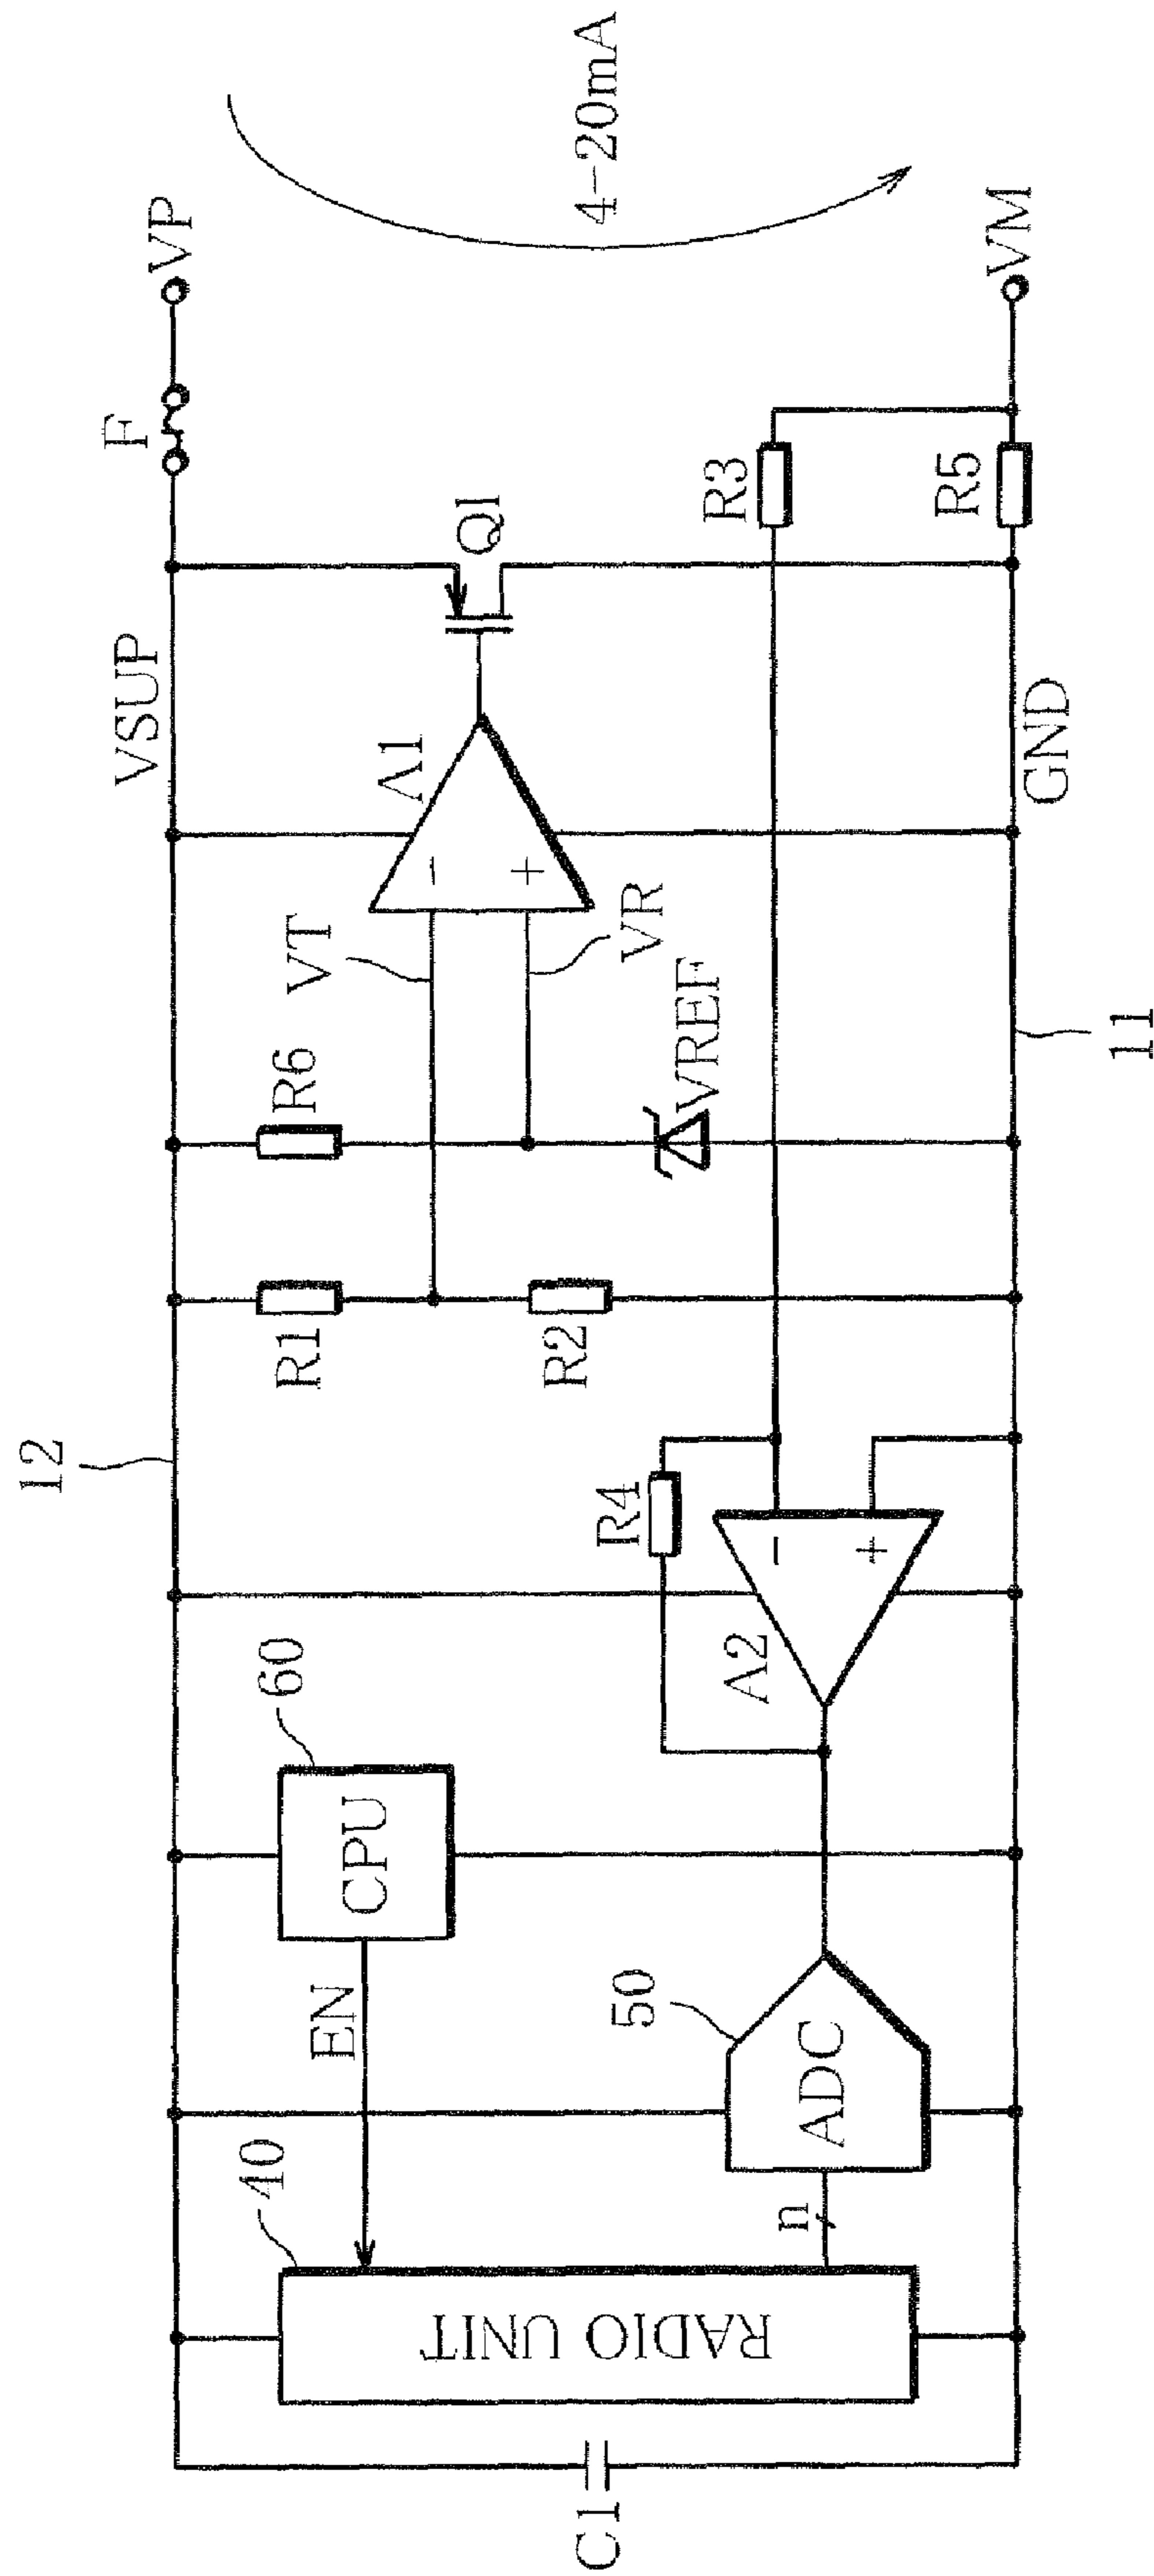 12
VSUP
F
VP
C1
40
RADIO UNIT
EN
60
CPU
R1
R2
R6
VREF
VT
VR
-
+
A1
Q1
4-20mA
n
50
ADC
A2
R4
-
+
R3
R5
VM
11
GND